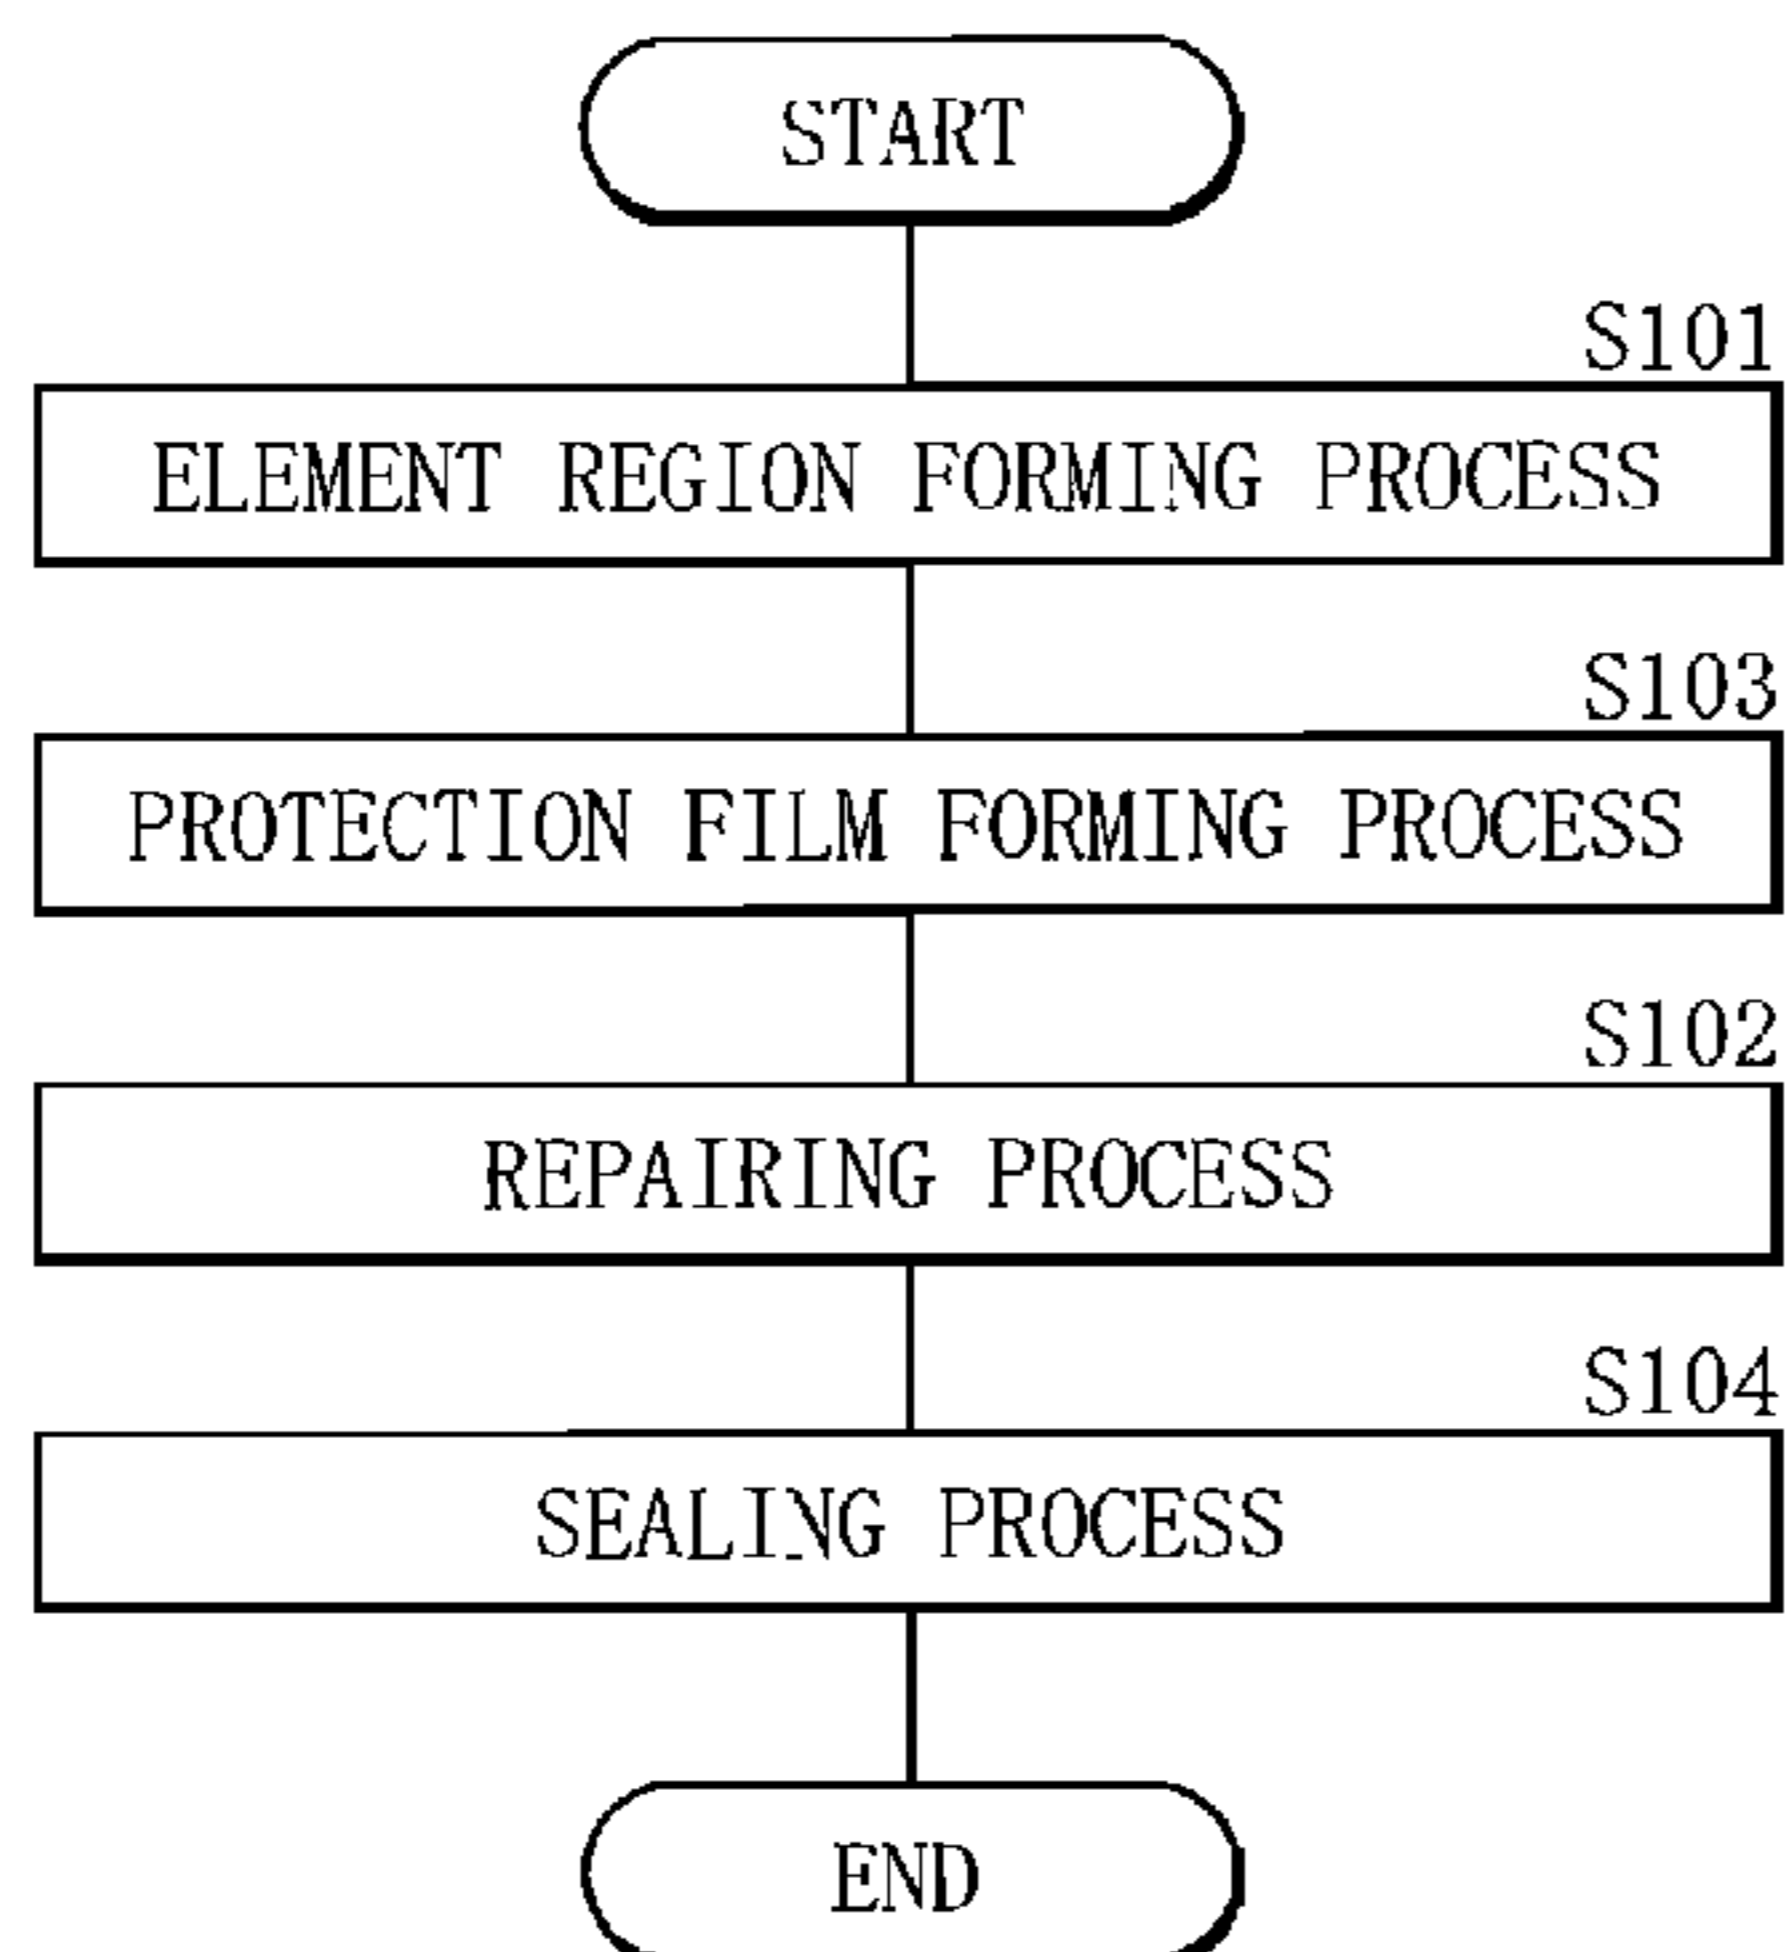 START
S101
ELEMENT REGION FORMING PROCESS
S103
PROTECTION FILM FORMING PROCESS
S102
REPAIRING PROCESS
S104
SEALING PROCESS
END